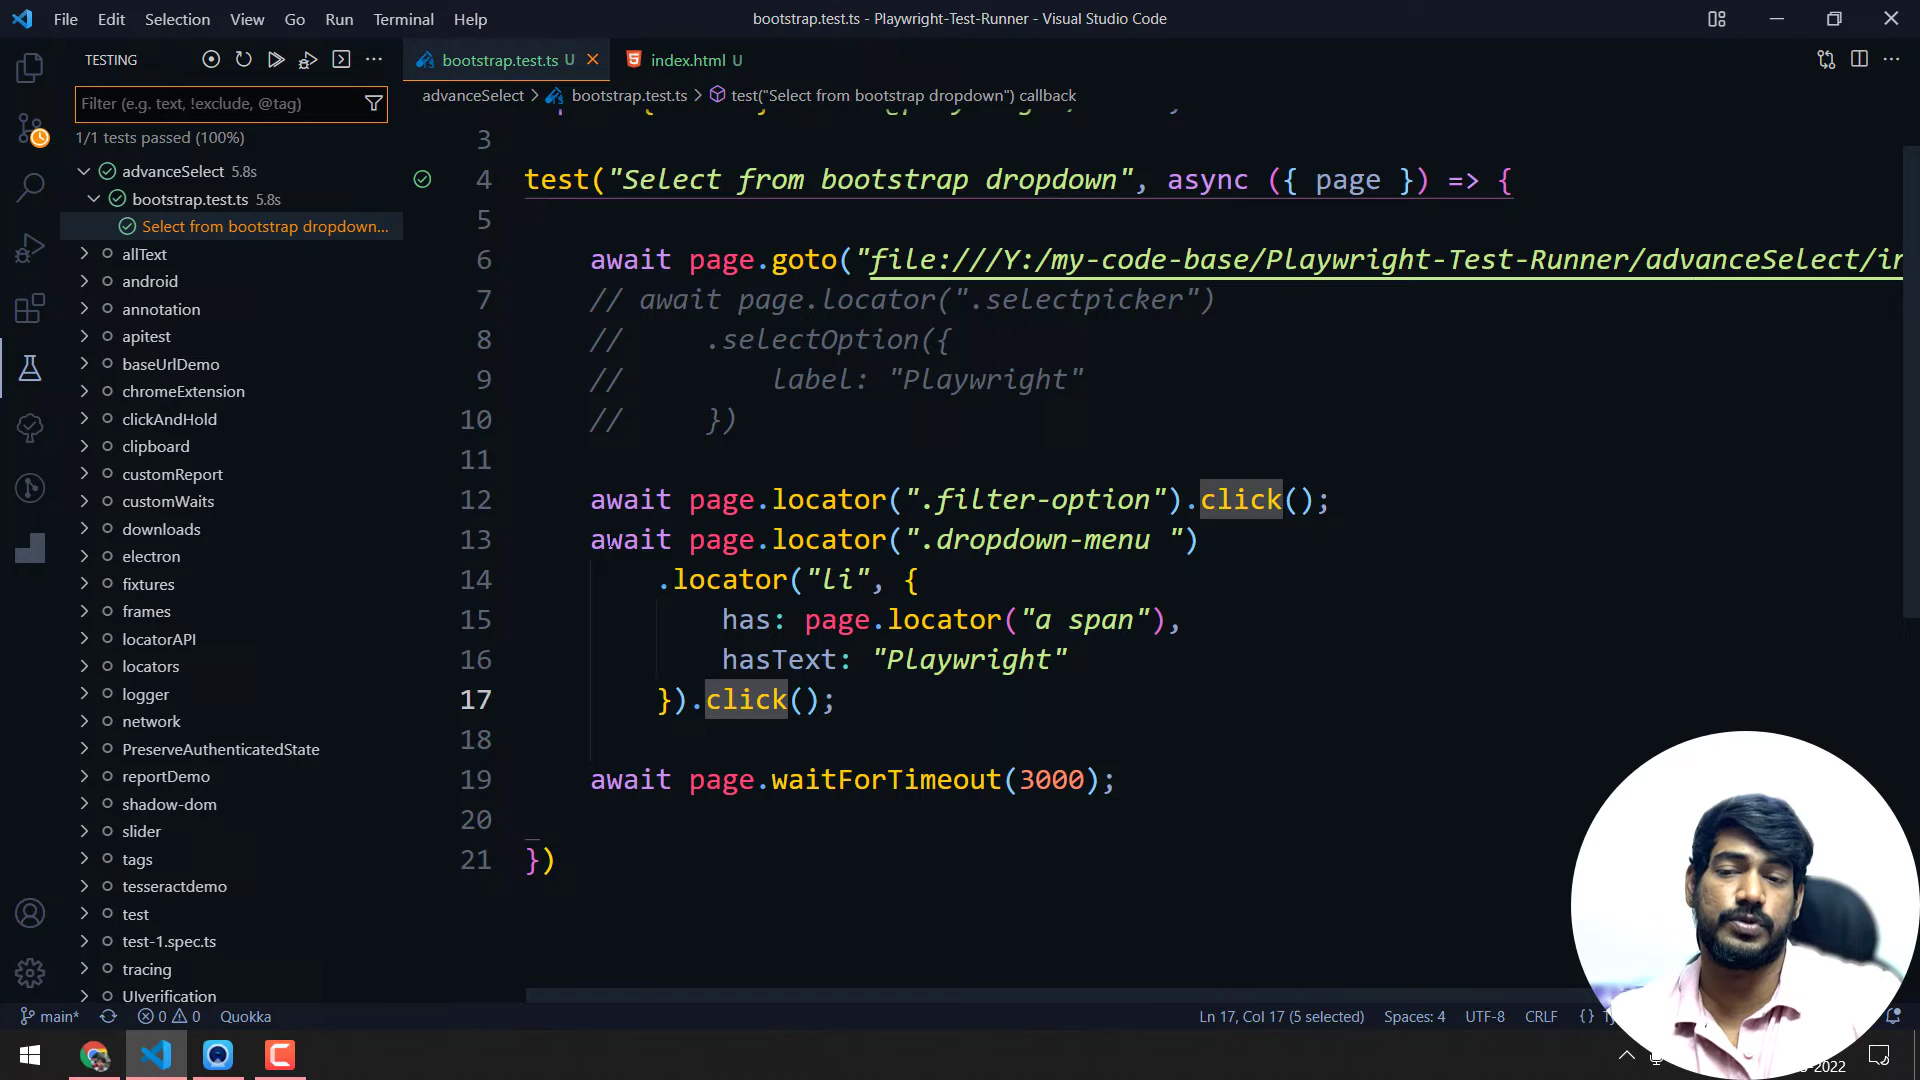 File Edit Selection View Go Run Terminal Help
bootstrap.test.ts - Playwright-Test-Runner - Visual Studio Code
TESTING
bootstrap.test.ts U
index.html U
Filter (e.g. text, !exclude, @tag)
advanceSelect > bootstrap.test.ts > test("Select from bootstrap dropdown") callback
1/1 tests passed (100%)
advanceSelect 5.8s
bootstrap.test.ts 5.8s
Select from bootstrap dropdown...
allText
android
annotation
apitest
baseUrlDemo
chromeExtension
clickAndHold
clipboard
customReport
customWaits
downloads
electron
fixtures
frames
locatorAPI
locators
logger
network
PreserveAuthenticatedState
reportDemo
shadow-dom
slider
tags
tesseractdemo
test
test-1.spec.ts
tracing
UIverification
3
4 test("Select from bootstrap dropdown", async ({ page }) => {
5
6 await page.goto("file:///Y:/my-code-base/Playwright-Test-Runner/advanceSelect/in
7 // await page.locator(".selectpicker")
8 // .selectOption({
9 // label: "Playwright"
10 // })
11
12 await page.locator(".filter-option").click();
13 await page.locator(".dropdown-menu ")
14 .locator("li", {
15 has: page.locator("a span"),
16 hasText: "Playwright"
17 }).click();
18
19 await page.waitForTimeout(3000);
20
21 })
main* 0 0 Quokka
Ln 17, Col 17 (5 selected) Spaces: 4 UTF-8 CRLF { }
-2022